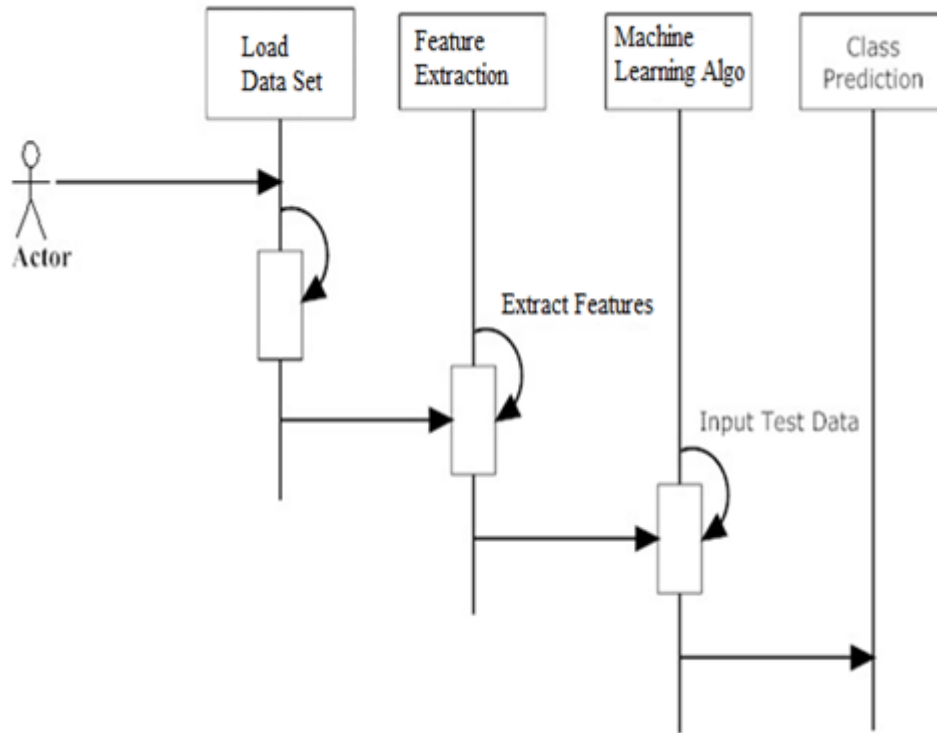 Load
Data Set
Feature
Extraction
Machine
Learning Algo
Class
Prediction
Actor
Extract Features
Input Test Data